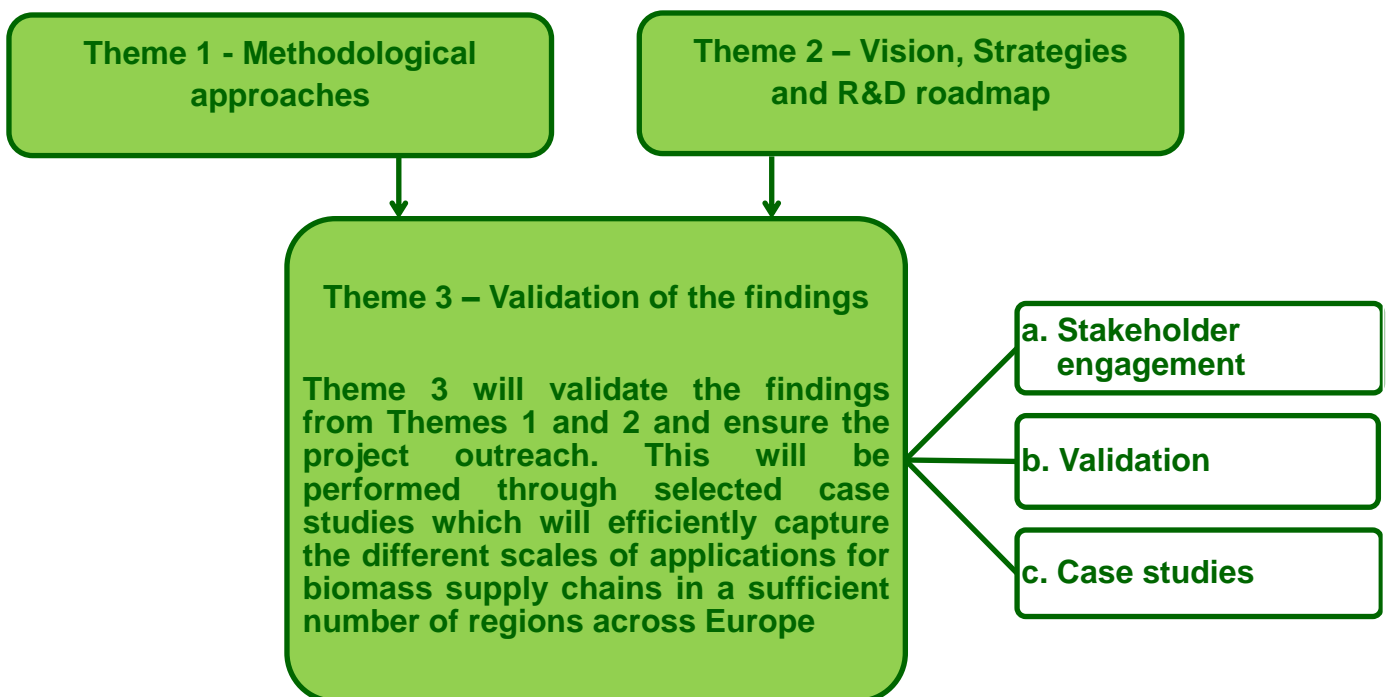 Theme 1 - Methodological
approaches
Theme 2 – Vision, Strategies
and R&D roadmap
Theme 3 – Validation of the findings
Theme 3 will validate the findings
from Themes 1 and 2 and ensure the
project outreach. This will be
performed through selected case
studies which will efficiently capture
the different scales of applications for
biomass supply chains in a sufficient
number of regions across Europe
a. Stakeholder
engagement
b. Validation
c. Case studies